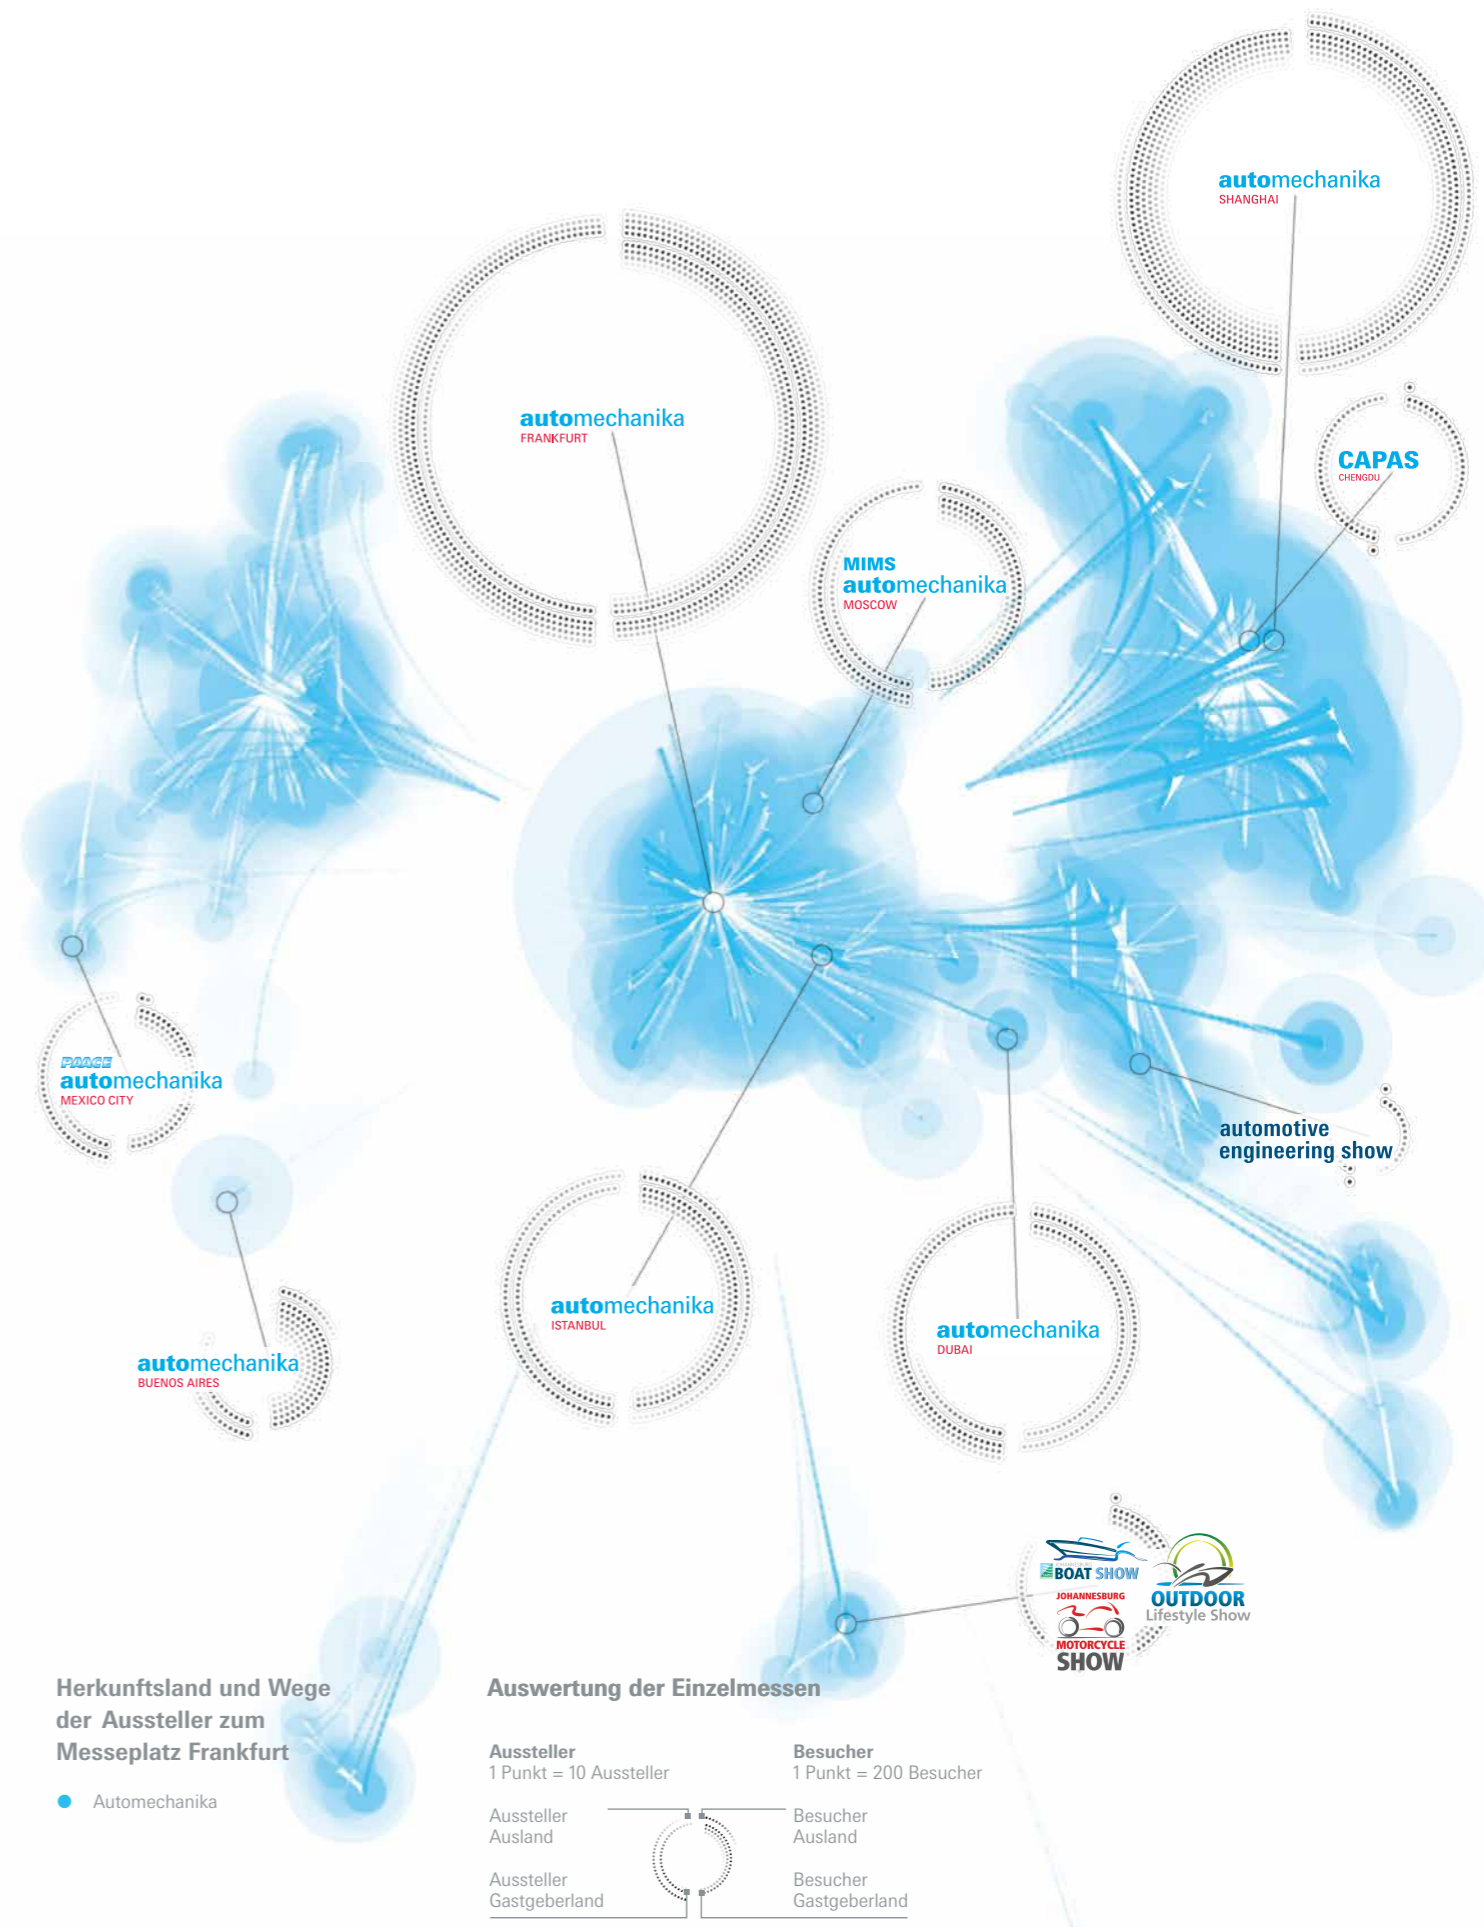 automechanika
SHANGHAI
automechanika
FRANKFURT
CAPAS
CHENGDU
MIMS
automechanika
MOSCOW
PAACE
automechanika
MEXICO CITY
automotive
engineering show
automechanika
ISTANBUL
automechanika
DUBAI
automechanika
BUENOS AIRES
BOAT SHOW
JOHANNESBURG
MOTORCYCLE
SHOW
OUTDOOR
Lifestyle Show
Herkunftsland und Wege
der Aussteller zum
Messeplatz Frankfurt
Automechanika
Auswertung der Einzelmessen
Aussteller
1 Punkt = 10 Aussteller
Besucher
1 Punkt = 200 Besucher
Aussteller
Ausland
Besucher
Ausland
Aussteller
Gastgeberland
Besucher
Gastgeberland